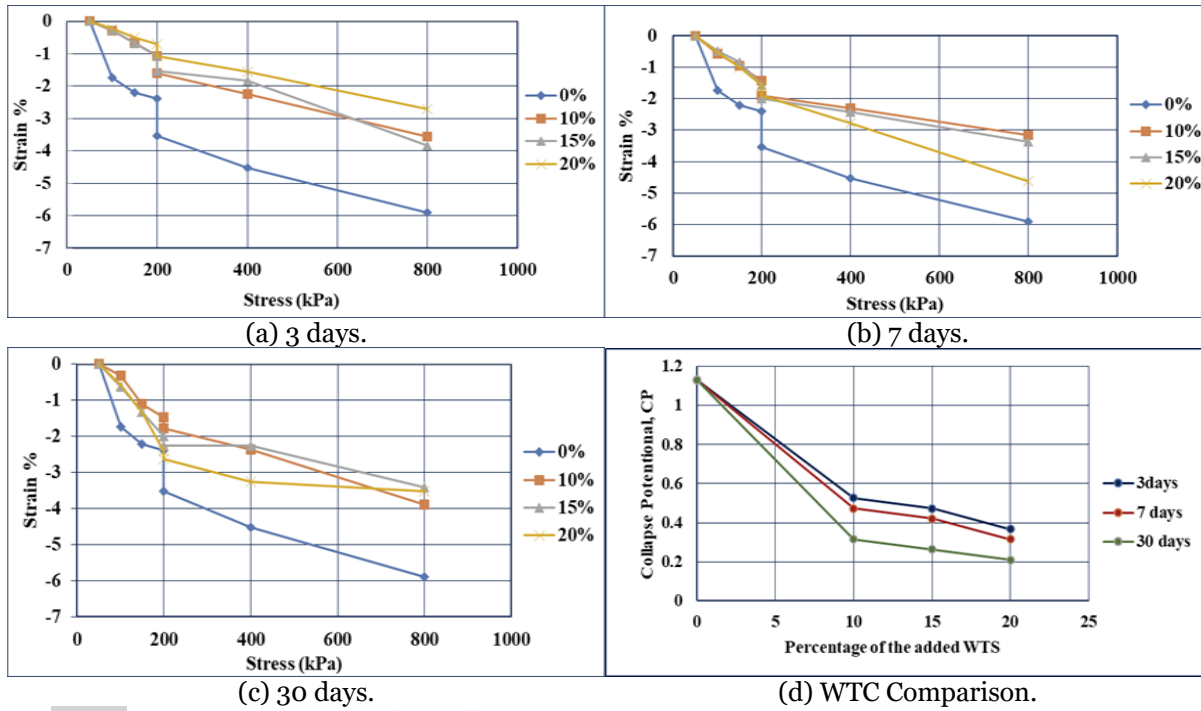 0
-1
-2
-3
-4
-5
-6
-7
Strain %
0 200 400 600 800 1000
Stress (kPa)
0%
10%
15%
20%
(a) 3 days.
0
-1
-2
-3
-4
-5
-6
-7
Strain %
0 200 400 600 800 1000
Stress (kPa)
0%
10%
15%
20%
(b) 7 days.
0
-1
-2
-3
-4
-5
-6
-7
Strain %
0 200 400 600 800 1000
Stress (kPa)
0%
10%
15%
20%
(c) 30 days.
1.2
1
0.8
0.6
0.4
0.2
0
Collapse Potentional, CP
0 5 10 15 20 25
Percentage of the added WTS
3days
7 days
30 days
(d) WTC Comparison.